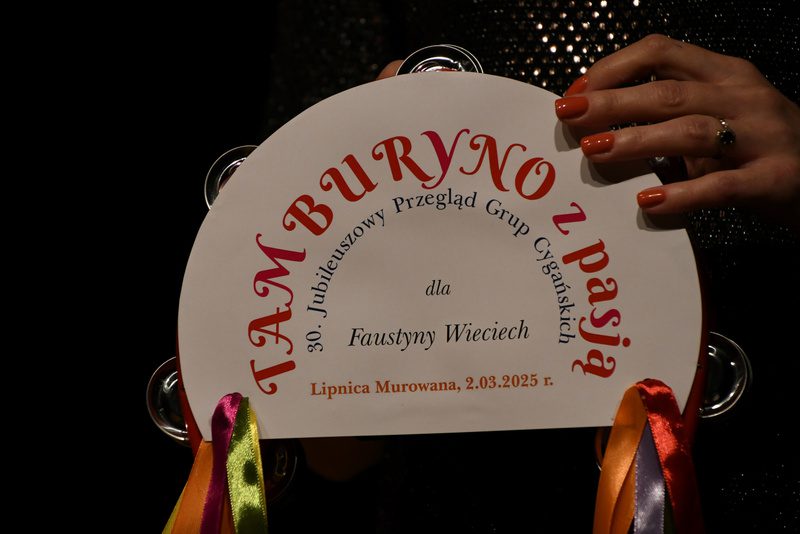 TAMBURYNO z pasją
30. Jubileuszowy Przegląd Grup Cygańskich
dla
Faustyny Wieciech
Lipnica Murowana, 2.03.2025 r.